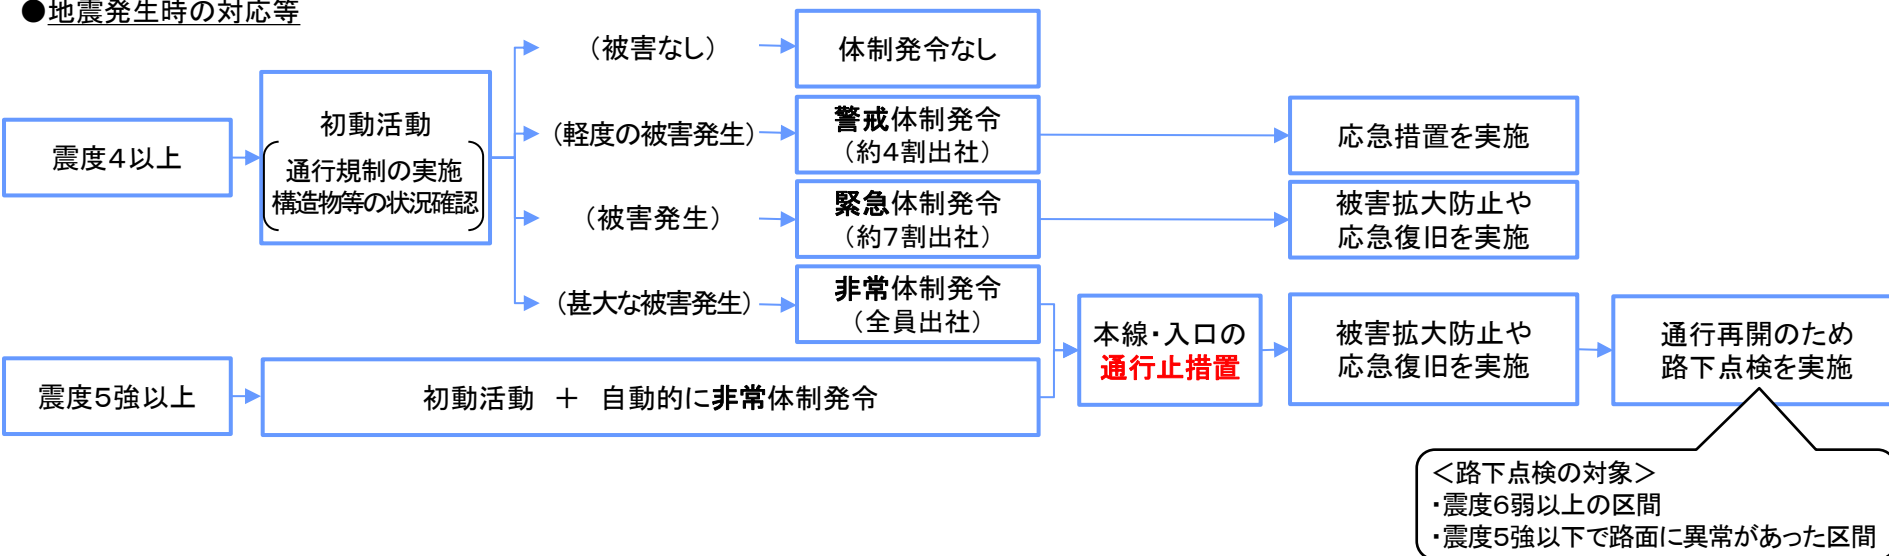 ●地震発生時の対応等
震度4以上
初動活動
通行規制の実施
構造物等の状況確認
（被害なし）
体制発令なし
（軽度の被害発生）
警戒体制発令
（約4割出社）
応急措置を実施
（被害発生）
緊急体制発令
（約7割出社）
被害拡大防止や
応急復旧を実施
（甚大な被害発生）
非常体制発令
（全員出社）
震度5強以上
初動活動　＋　自動的に非常体制発令
本線・入口の
通行止措置
被害拡大防止や
応急復旧を実施
通行再開のため
路下点検を実施
＜路下点検の対象＞
・震度6弱以上の区間
・震度5強以下で路面に異常があった区間